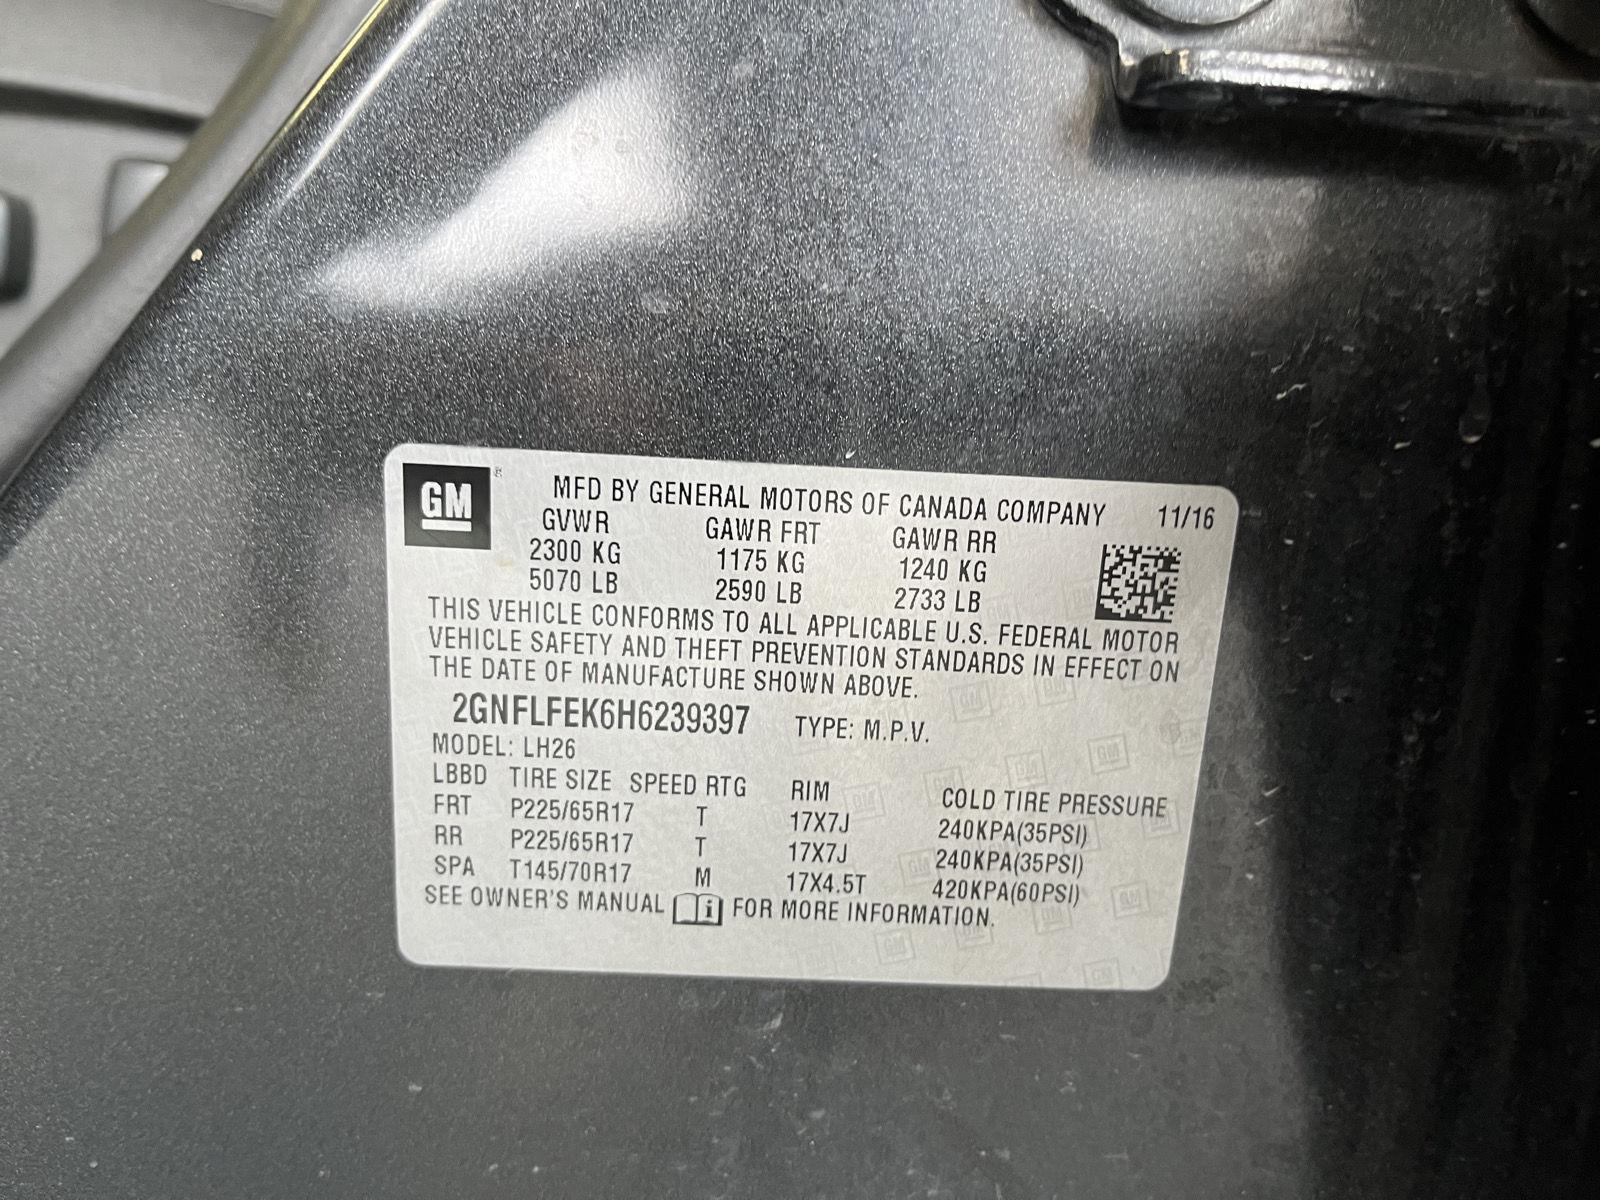 GM
MFD BY GENERAL MOTORS OF CANADA COMPANY 11/16
GVWR GAWR FRT GAWR RR
2300 KG 1175 KG 1240 KG
5070 LB 2590 LB 2733 LB
THIS VEHICLE CONFORMS TO ALL APPLICABLE U.S. FEDERAL MOTOR
VEHICLE SAFETY AND THEFT PREVENTION STANDARDS IN EFFECT ON
THE DATE OF MANUFACTURE SHOWN ABOVE.
2GNFLFEK6H6239397 TYPE: M.P.V.
MODEL: LH26
LBBD TIRE SIZE SPEED RTG RIM COLD TIRE PRESSURE
FRT P225/65R17 T 17X7J 240KPA(35PSI)
RR P225/65R17 T 17X7J 240KPA(35PSI)
SPA T145/70R17 M 17X4.5T 420KPA(60PSI)
SEE OWNER'S MANUAL i FOR MORE INFORMATION.